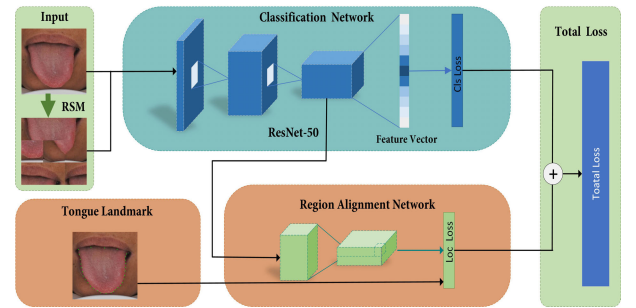 Input
RSM
Classification Network
ResNet-50
Feature Vector
Cls Loss
Total Loss
Toatal Loss
+
Tongue Landmark
Region Alignment Network
Loc Loss